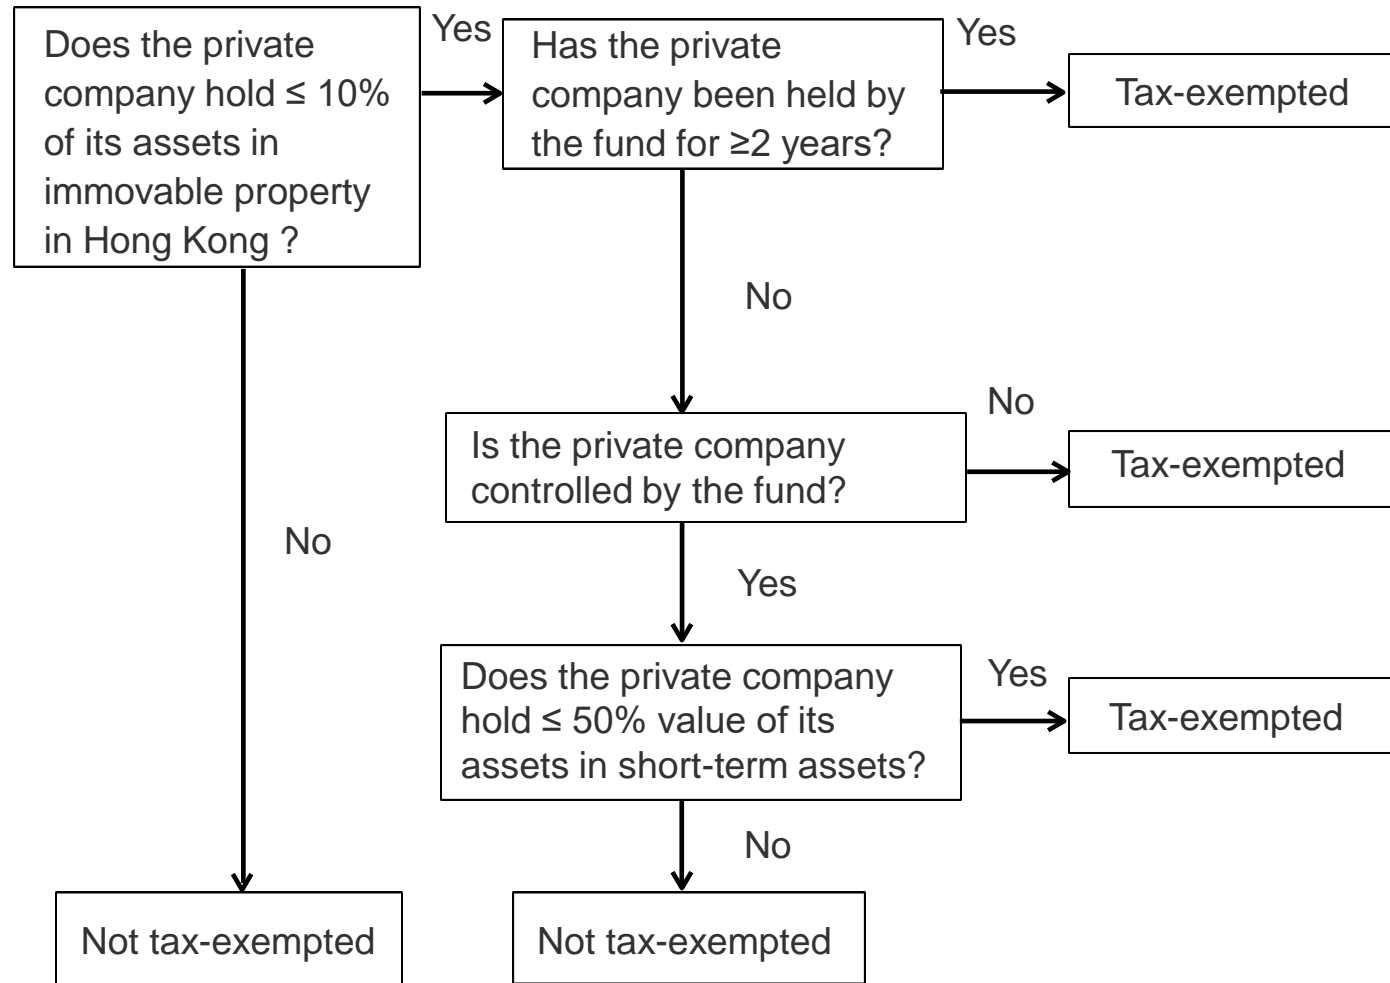 Does the private
company hold ≤ 10%
of its assets in
immovable property
in Hong Kong ?
Yes
Has the private
company been held by
the fund for ≥2 years?
Yes
Tax-exempted
No
Is the private company
controlled by the fund?
No
Tax-exempted
No
Yes
Does the private company
hold ≤ 50% value of its
assets in short-term assets?
Yes
Tax-exempted
No
Not tax-exempted
Not tax-exempted